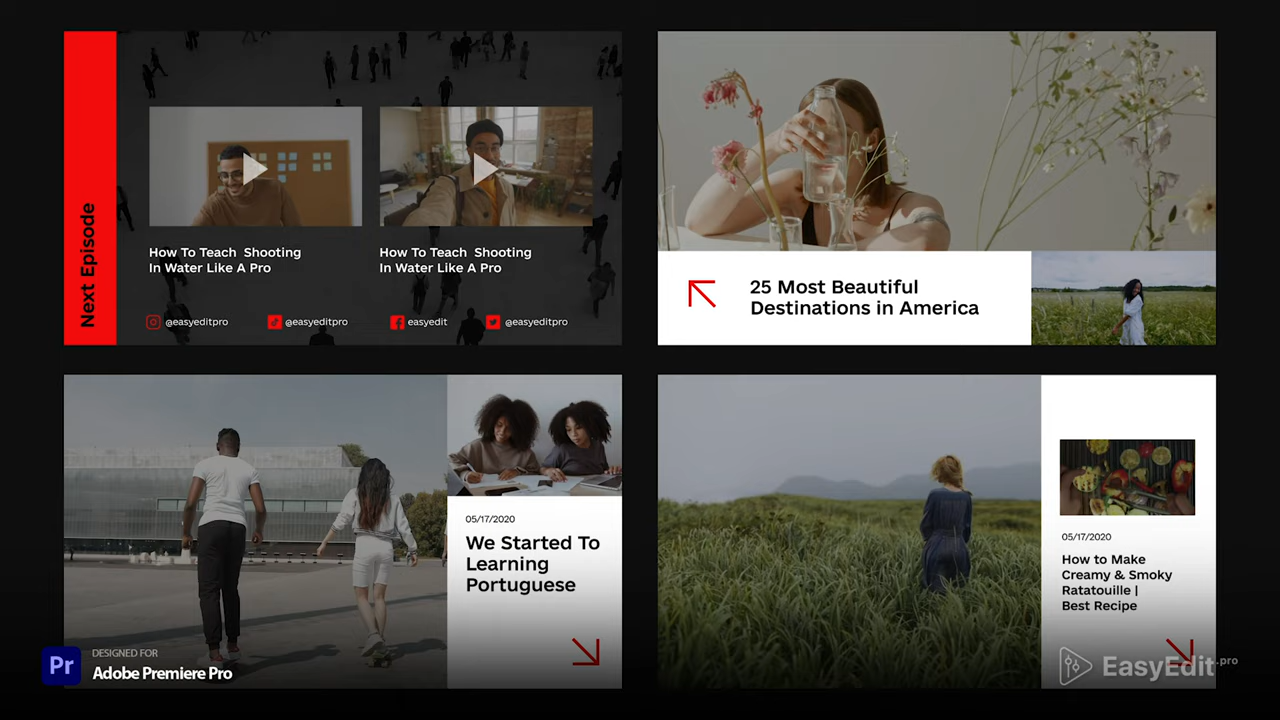 Next Episode
How To Teach  Shooting
In Water Like A Pro
How To Teach  Shooting
In Water Like A Pro
@easyeditpro
@easyeditpro
easyedit
@easyeditpro
25 Most Beautiful
Destinations in America
05/17/2020
We Started To
Learning
Portuguese
05/17/2020
How to Make
Creamy & Smoky
Ratatouille |
Best Recipe
Pr
DESIGNED FOR
Adobe Premiere Pro
EasyEdit.pro